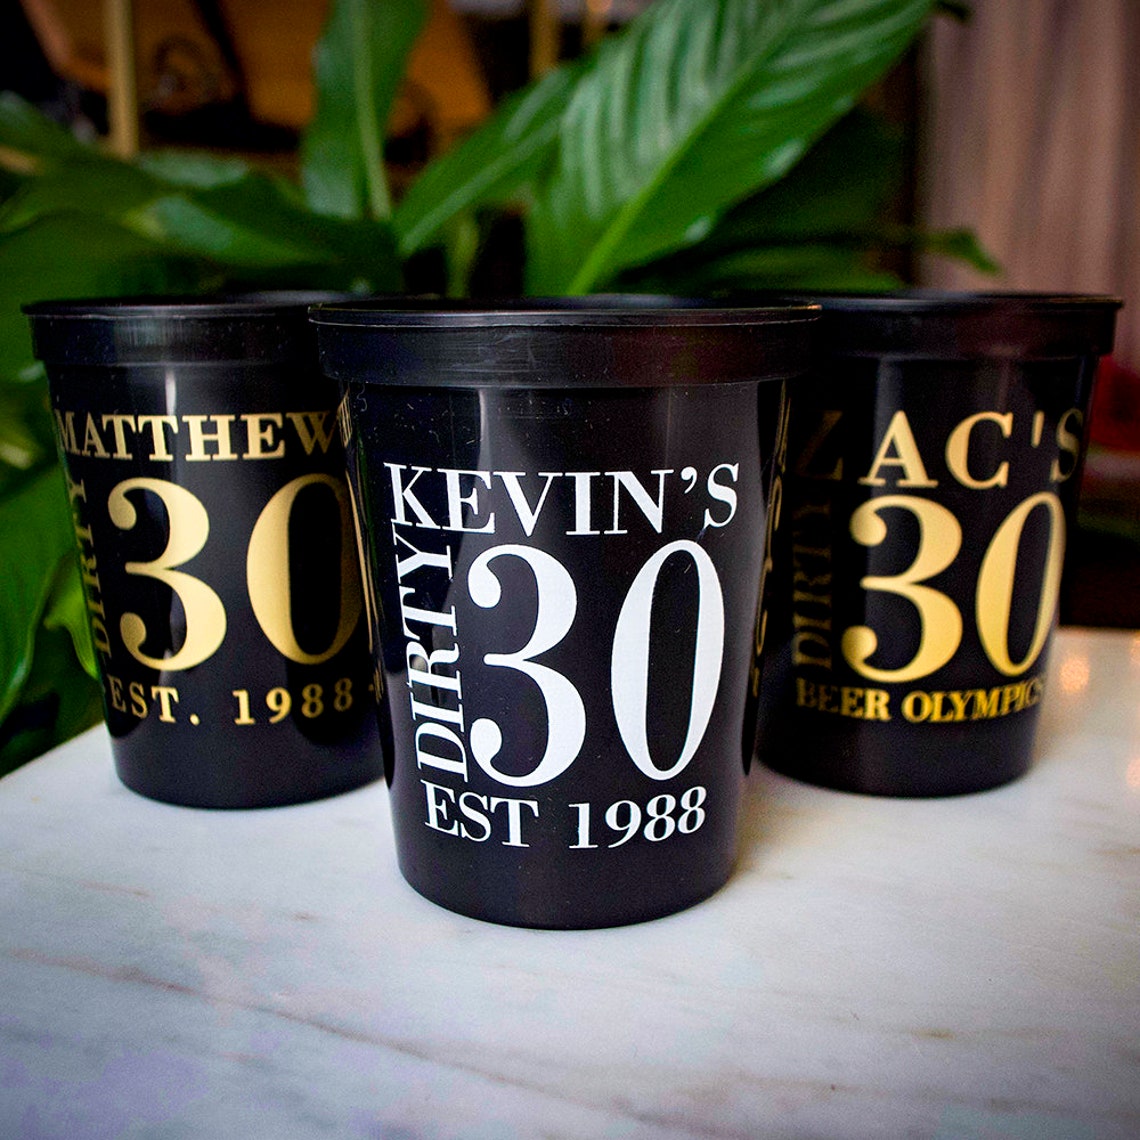 MATTHEW
DIRTY
30
EST. 1988
KEVIN'S
DIRTY
30
EST 1988
ZAC'S
DIRTY
30
BEER OLYMPICS